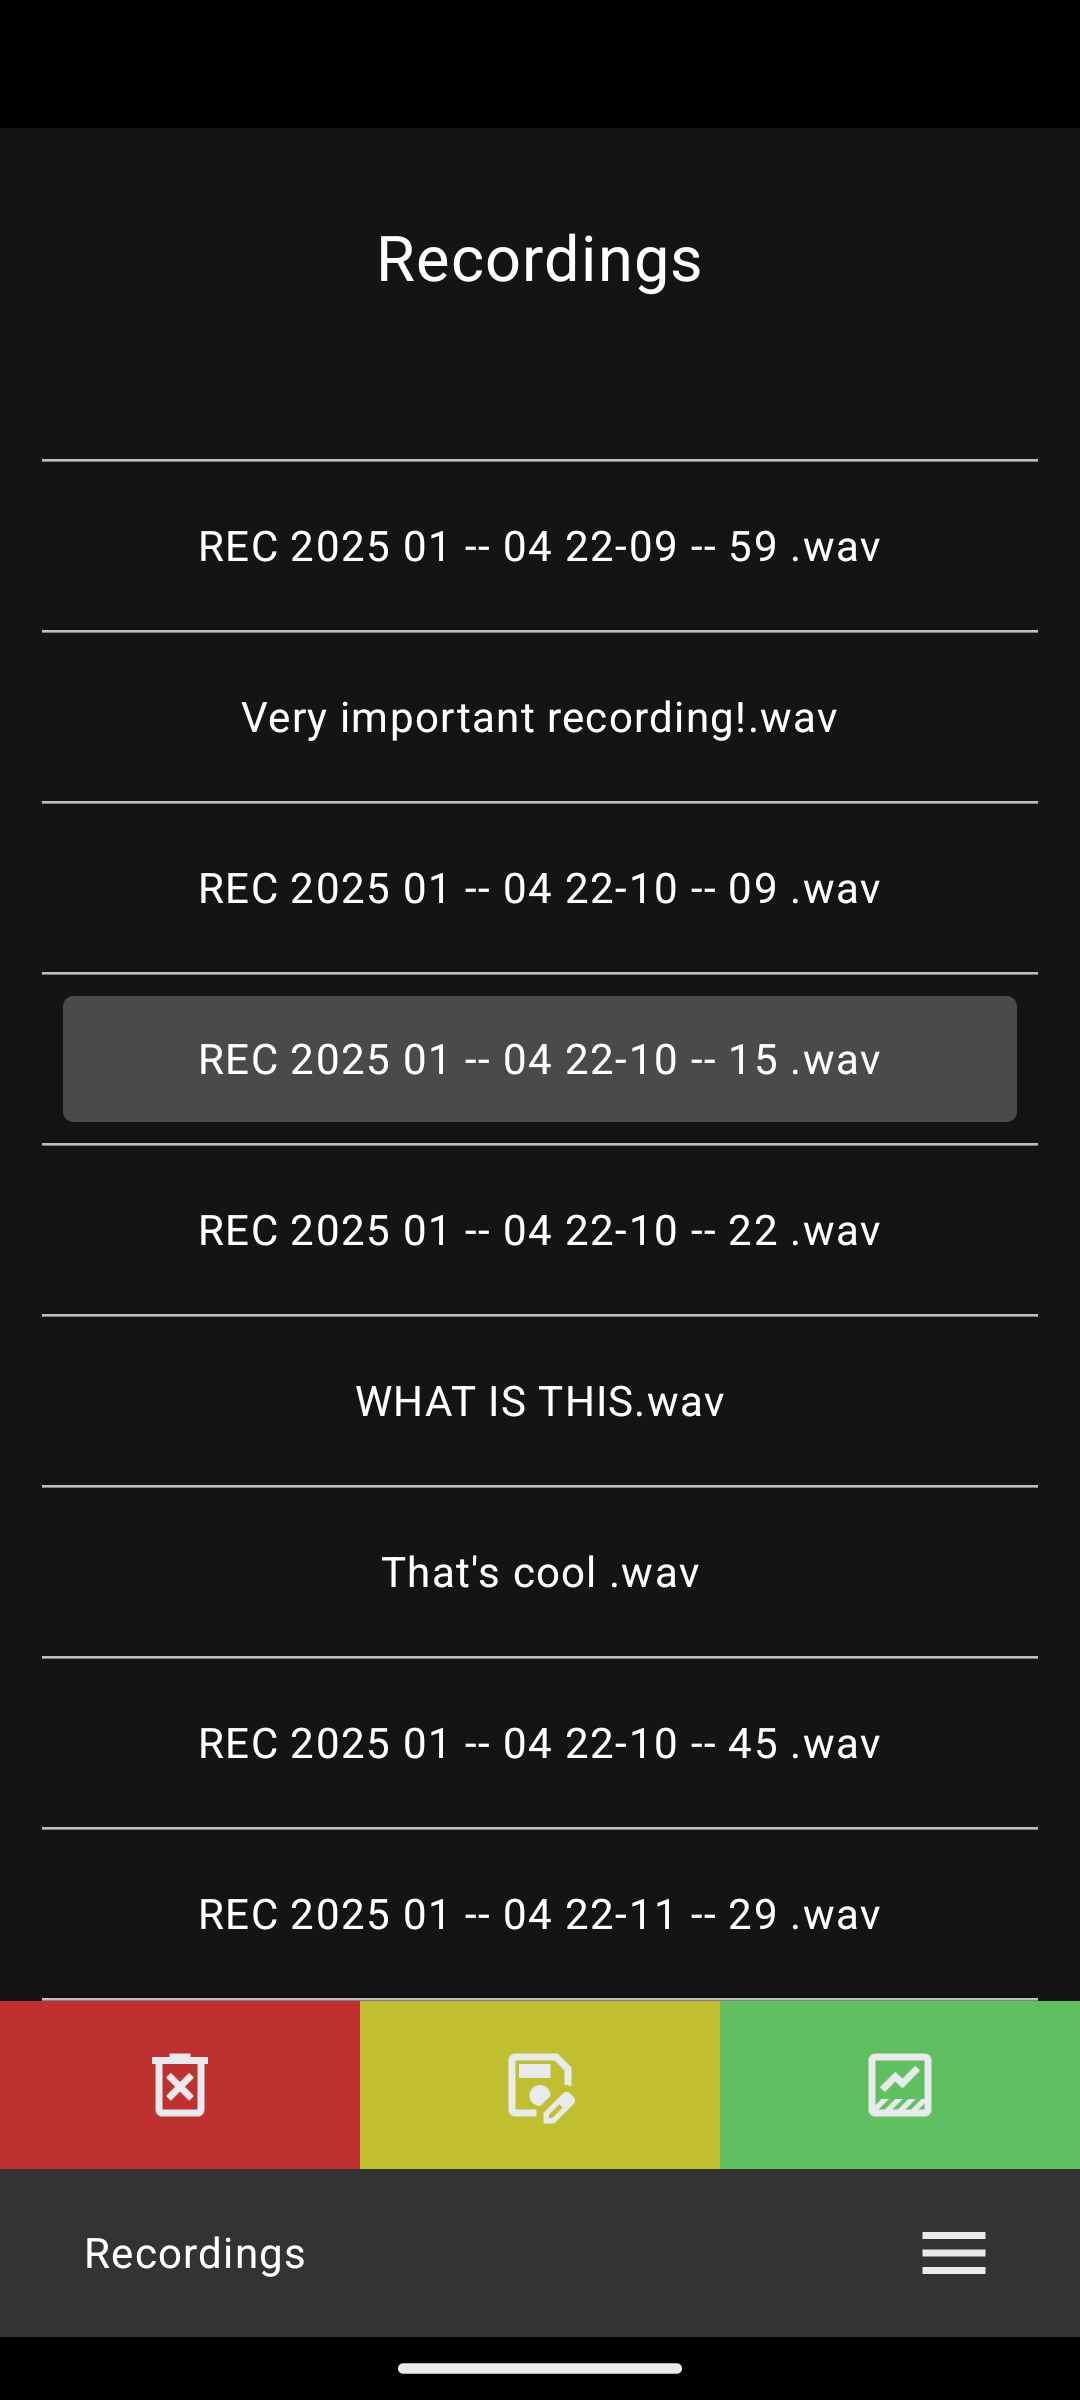 Recordings
REC 2025 01 -- 04 22-09 -- 59 .wav
Very important recording!.wav
REC 2025 01 -- 04 22-10 -- 09 .wav
REC 2025 01 -- 04 22-10 -- 15 .wav
REC 2025 01 -- 04 22-10 -- 22 .wav
WHAT IS THIS.wav
That's cool .wav
REC 2025 01 -- 04 22-10 -- 45 .wav
REC 2025 01 -- 04 22-11 -- 29 .wav
Recordings